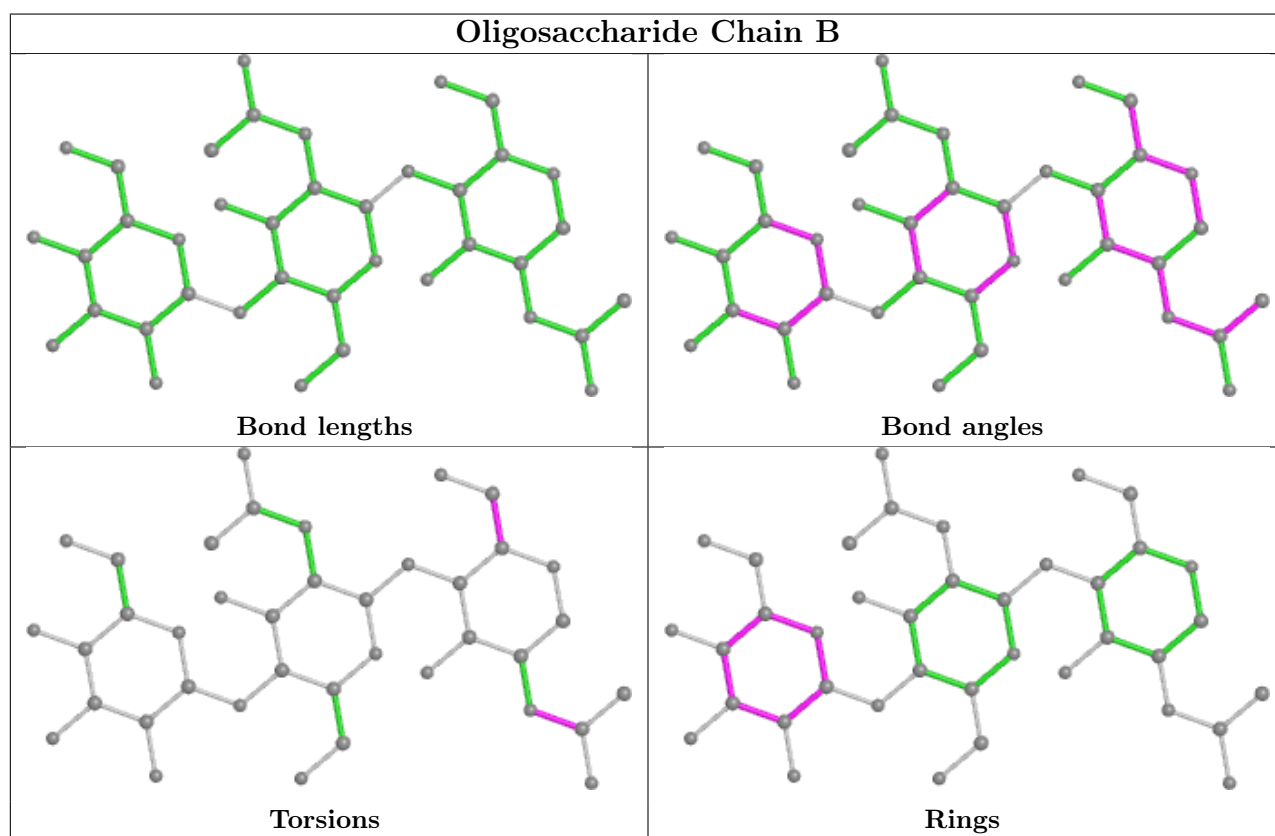 Oligosaccharide Chain B
Bond lengths
Bond angles
Torsions
Rings